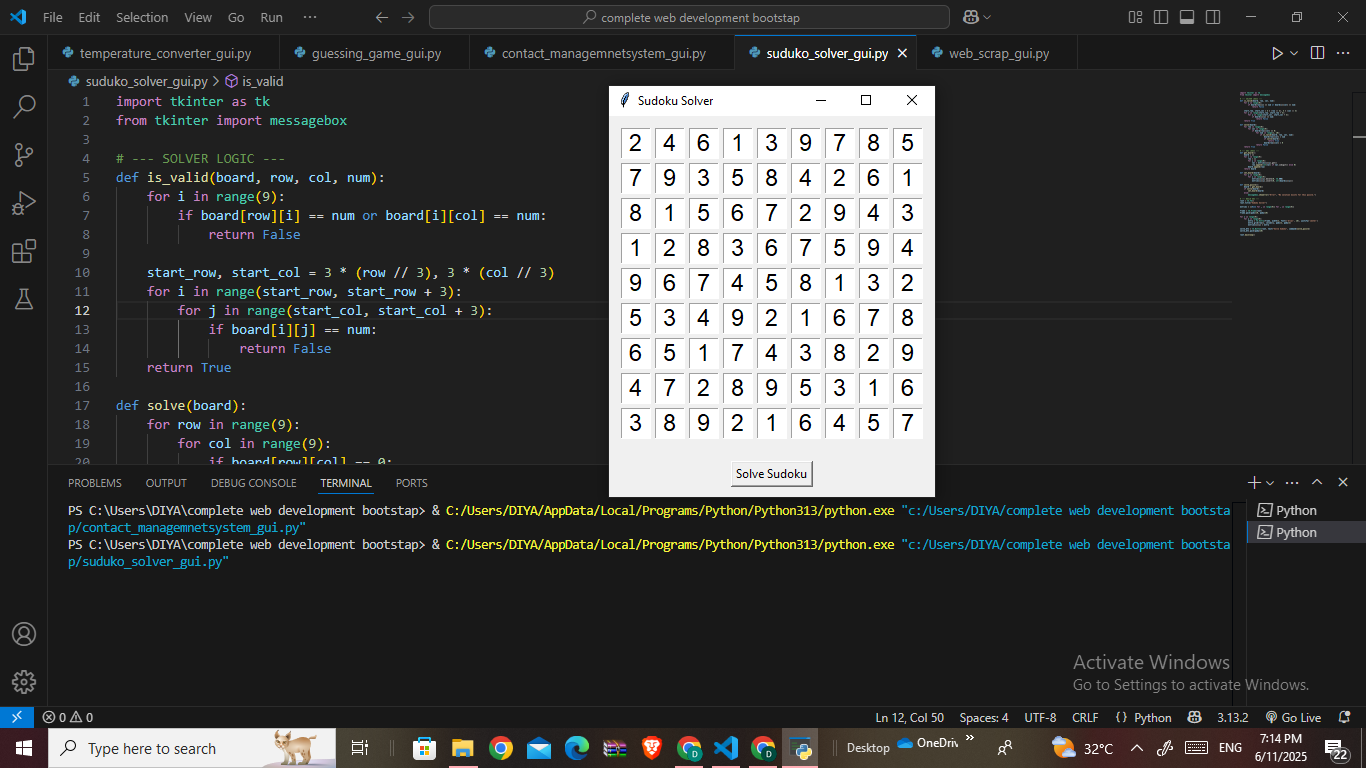 File Edit Selection View Go Run ··· complete web development bootstap
temperature_converter_gui.py guessing_game_gui.py contact_managemnetsystem_gui.py suduko_solver_gui.py web_scrap_gui.py
suduko_solver_gui.py > is_valid
1 import tkinter as tk
2 from tkinter import messagebox
3
4 # --- SOLVER LOGIC ---
5 def is_valid(board, row, col, num):
6 for i in range(9):
7 if board[row][i] == num or board[i][col] == num:
8 return False
9
10 start_row, start_col = 3 * (row // 3), 3 * (col // 3)
11 for i in range(start_row, start_row + 3):
12 for j in range(start_col, start_col + 3):
13 if board[i][j] == num:
14 return False
15 return True
16
17 def solve(board):
18 for row in range(9):
19 for col in range(9):
20 if board[row][col] == 0:
Sudoku Solver
2 4 6 1 3 9 7 8 5
7 9 3 5 8 4 2 6 1
8 1 5 6 7 2 9 4 3
1 2 8 3 6 7 5 9 4
9 6 7 4 5 8 1 3 2
5 3 4 9 2 1 6 7 8
6 5 1 7 4 3 8 2 9
4 7 2 8 9 5 3 1 6
3 8 9 2 1 6 4 5 7
Solve Sudoku
PROBLEMS OUTPUT DEBUG CONSOLE TERMINAL PORTS
PS C:\Users\DIYA\complete web development bootstap> & C:/Users/DIYA/AppData/Local/Programs/Python/Python313/python.exe "c:/Users/DIYA/complete web development bootsta
p/contact_managemnetsystem_gui.py"
PS C:\Users\DIYA\complete web development bootstap> & C:/Users/DIYA/AppData/Local/Programs/Python/Python313/python.exe "c:/Users/DIYA/complete web development bootsta
p/suduko_solver_gui.py"
Python
Python
Activate Windows
Go to Settings to activate Windows.
0 0 Ln 12, Col 50 Spaces: 4 UTF-8 CRLF {} Python 3.13.2 Go Live
Type here to search Desktop OneDriv 32°C ENG 7:14 PM
6/11/2025 22